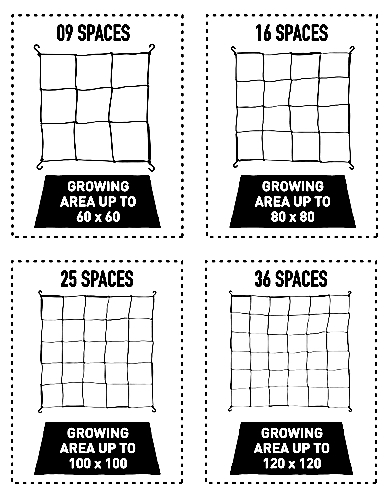 09 SPACES
GROWING
AREA UP TO
60 x 60
16 SPACES
GROWING
AREA UP TO
80 x 80
25 SPACES
GROWING
AREA UP TO
100 x 100
36 SPACES
GROWING
AREA UP TO
120 x 120